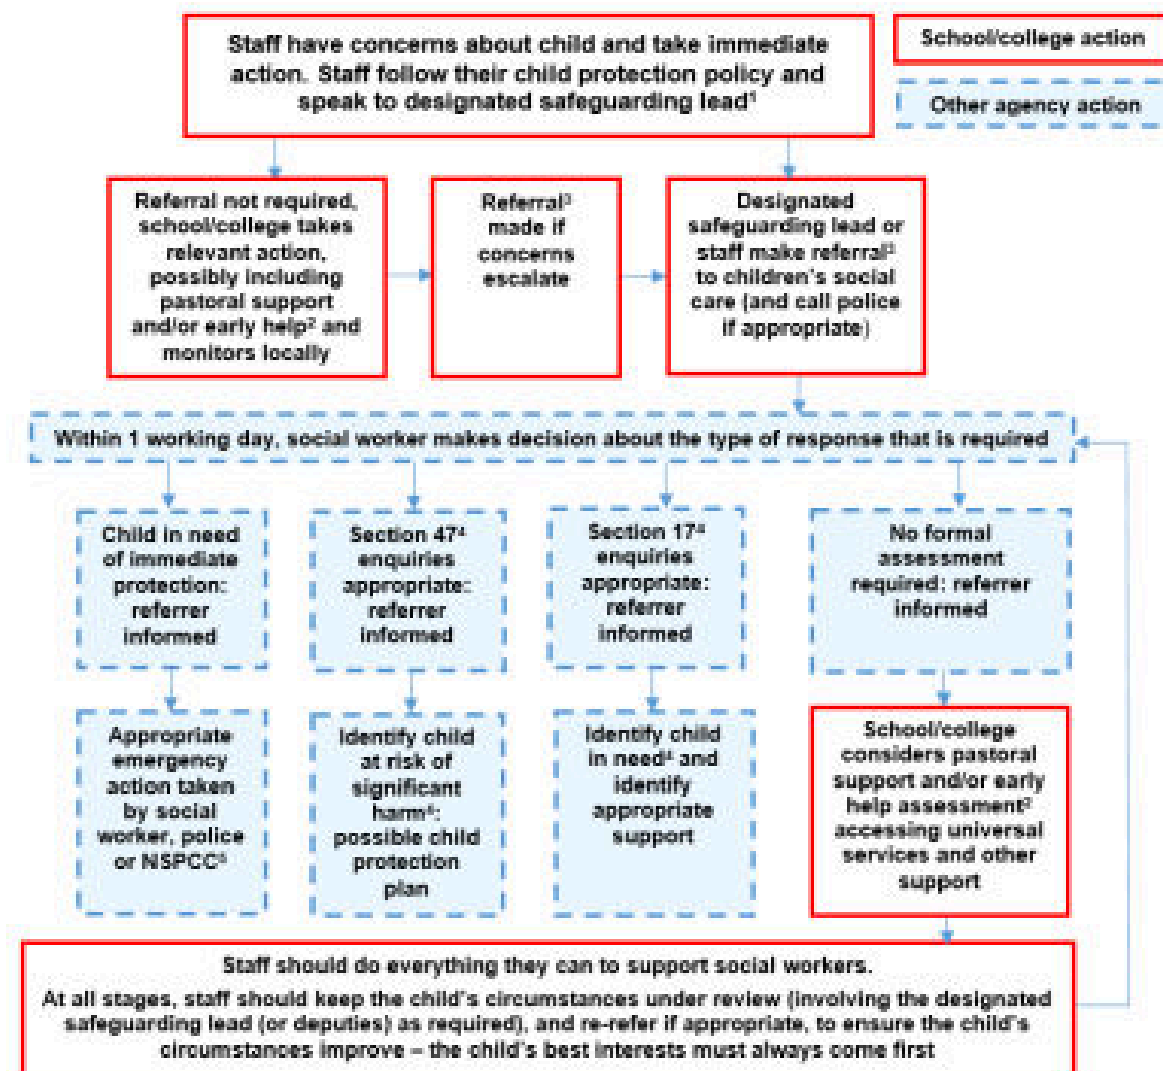 Staff have concerns about child and take immediate
action. Staff follow their child protection policy and
speak to designated safeguarding lead¹
School/college action
Other agency action
Referral not required,
school/college takes
relevant action,
possibly including
pastoral support
and/or early help² and
monitors locally
Referral³
made if
concerns
escalate
Designated
safeguarding lead or
staff make referral³
to children's social
care (and call police
if appropriate)
Within 1 working day, social worker makes decision about the type of response that is required
Child in need
of immediate
protection:
referrer
informed
Section 47⁴
enquiries
appropriate:
referrer
informed
Section 17⁴
enquiries
appropriate:
referrer
informed
No formal
assessment
required: referrer
informed
Appropriate
emergency
action taken
by social
worker, police
or NSPCC⁵
Identify child
at risk of
significant
harm⁴:
possible child
protection
plan
Identify child
in need⁴ and
identify
appropriate
support
School/college
considers pastoral
support and/or early
help assessment²
accessing universal
services and other
support
Staff should do everything they can to support social workers.
At all stages, staff should keep the child's circumstances under review (involving the designated
safeguarding lead (or deputies) as required), and re-refer if appropriate, to ensure the child's
circumstances improve – the child's best interests must always come first